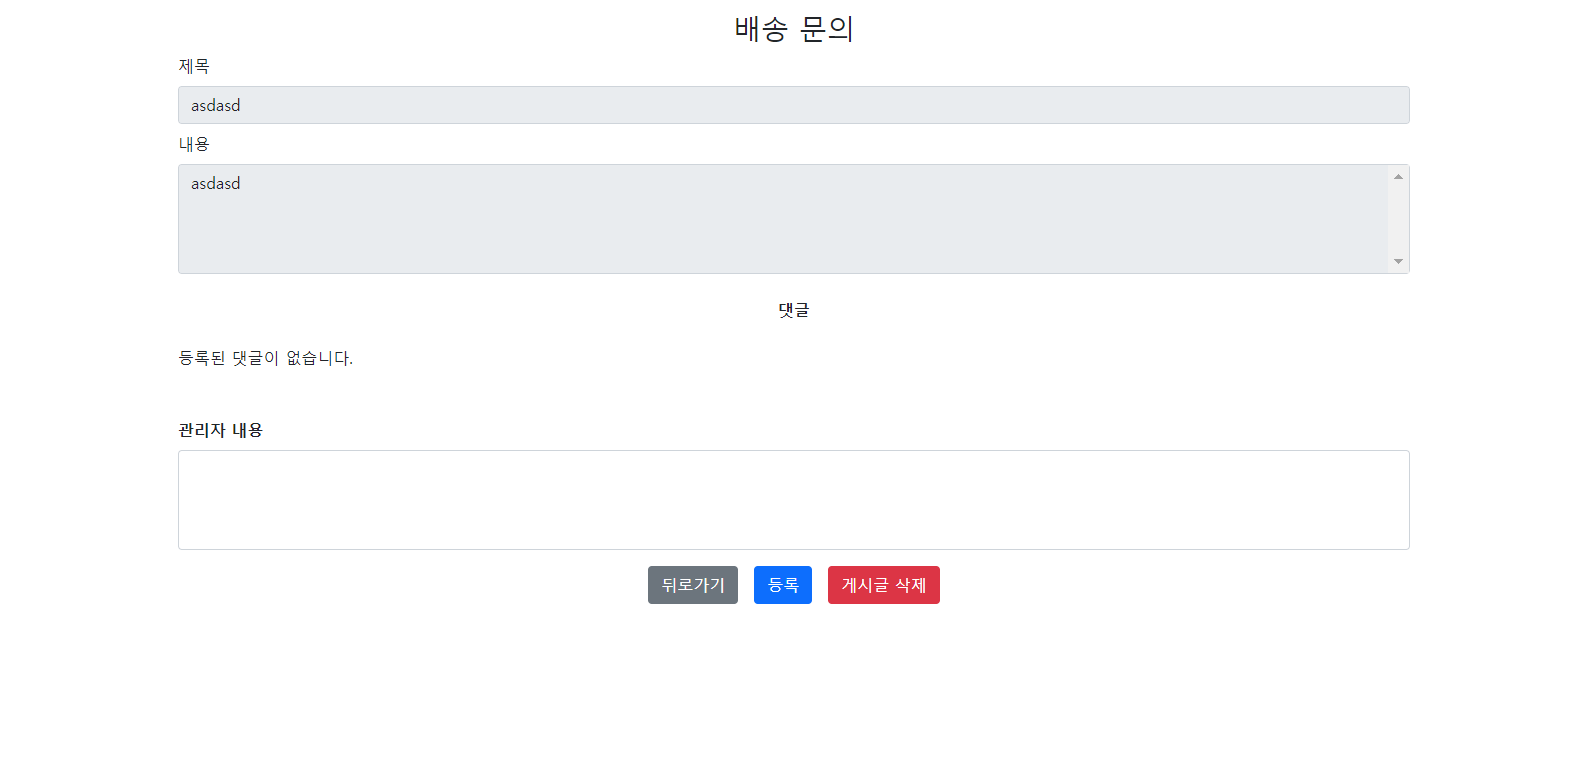 배송 문의
제목
asdasd
내용
asdasd
댓글
등록된 댓글이 없습니다.
관리자 내용
뒤로가기 등록 게시글 삭제